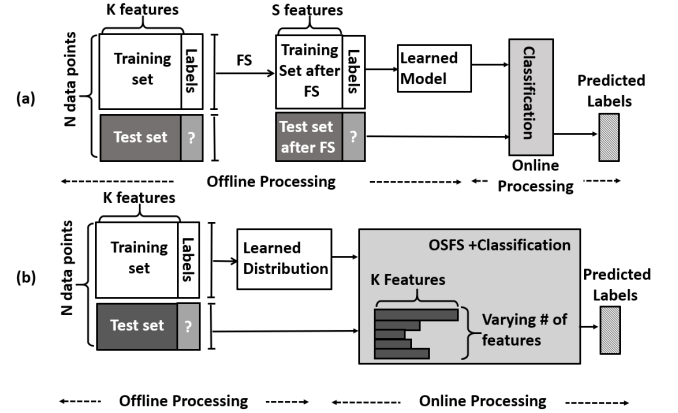 K features
S features
(a)
N data points
Training
set
Labels
FS
Training
Set after
FS
Labels
Learned
Model
Classification
Predicted
Labels
Test set
?
Test set
after FS
?
Offline Processing
Online
Processing
K features
(b)
N data points
Training
set
Labels
Learned
Distribution
OSFS +Classification
K Features
Varying # of
features
Predicted
Labels
Test set
?
Offline Processing
Online Processing